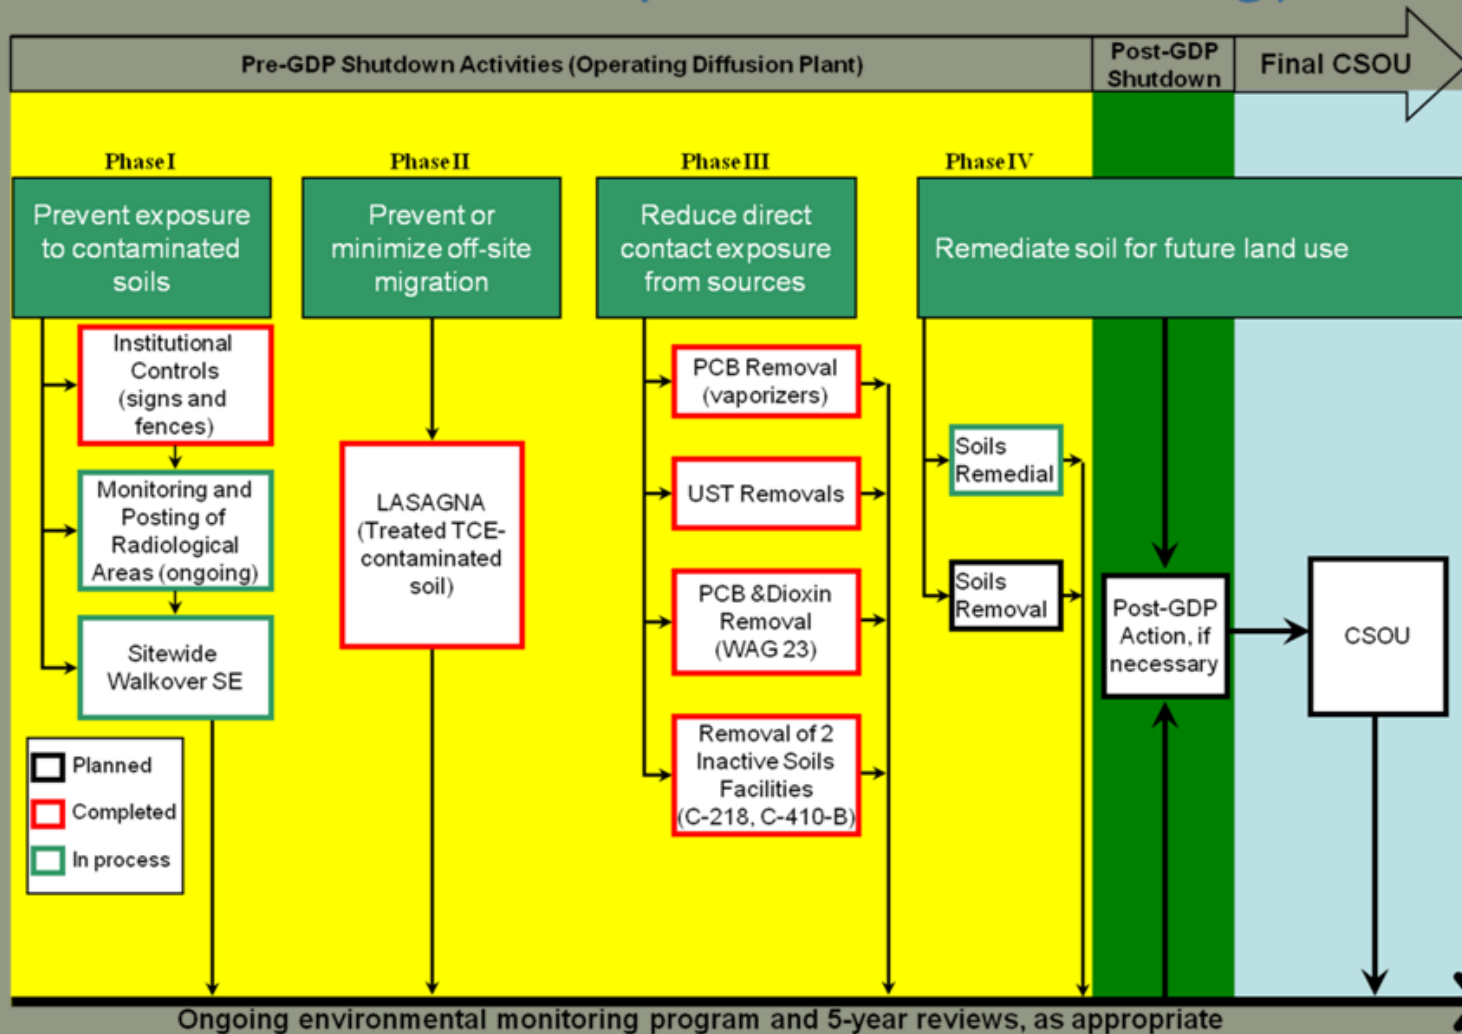 Pre-GDP Shutdown Activities (Operating Diffusion Plant)
Post-GDP
Shutdown
Final CSOU
Phase I
Prevent exposure
to contaminated
soils
Institutional
Controls
(signs and
fences)
Monitoring and
Posting of
Radiological
Areas (ongoing)
Sitewide
Walkover SE
Phase II
Prevent or
minimize off-site
migration
LASAGNA
(Treated TCE-
contaminated
soil)
Phase III
Reduce direct
contact exposure
from sources
PCB Removal
(vaporizers)
UST Removals
PCB &Dioxin
Removal
(WAG 23)
Removal of 2
Inactive Soils
Facilities
(C-218, C-410-B)
Phase IV
Remediate soil for future land use
Soils
Remedial
Soils
Removal
Post-GDP
Action, if
necessary
CSOU
Planned
Completed
In process
Ongoing environmental monitoring program and 5-year reviews, as appropriate